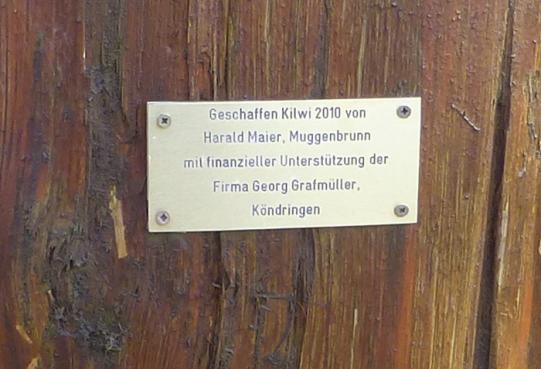 Geschaffen Kilwi 2010 von
Harald Maier, Muggenbrunn
mit finanzieller Unterstützung der
Firma Georg Grafmüller,
Köndringen